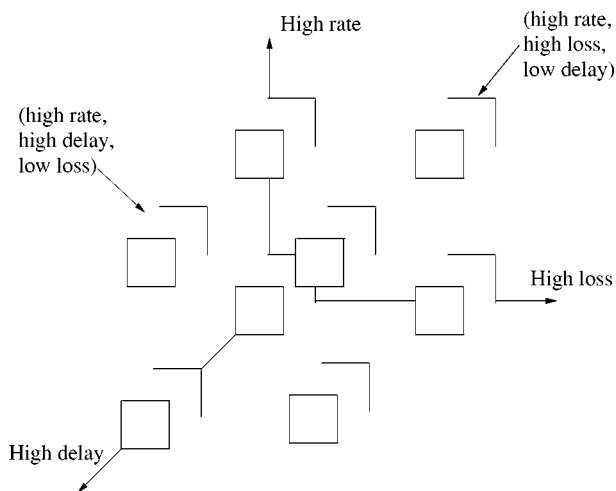 High rate
(high rate,
high loss,
low delay)
(high rate,
high delay,
low loss)
High loss
High delay